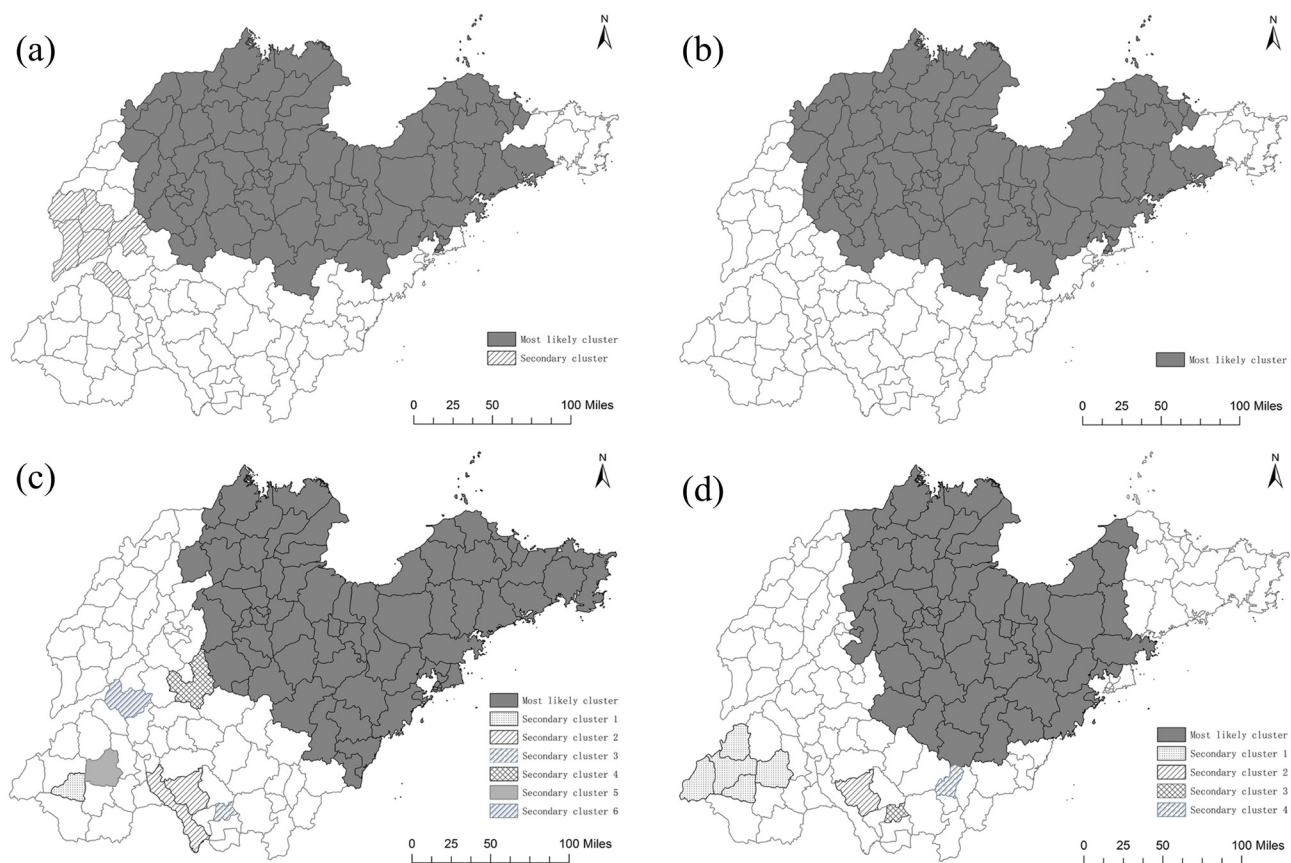 (a)
N
Most likely cluster
Secondary cluster
0 25 50 100 Miles
(b)
N
Most likely cluster
0 25 50 100 Miles
(c)
N
Most likely cluster
Secondary cluster 1
Secondary cluster 2
Secondary cluster 3
Secondary cluster 4
Secondary cluster 5
Secondary cluster 6
0 25 50 100 Miles
(d)
N
Most likely cluster
Secondary cluster 1
Secondary cluster 2
Secondary cluster 3
Secondary cluster 4
0 25 50 100 Miles